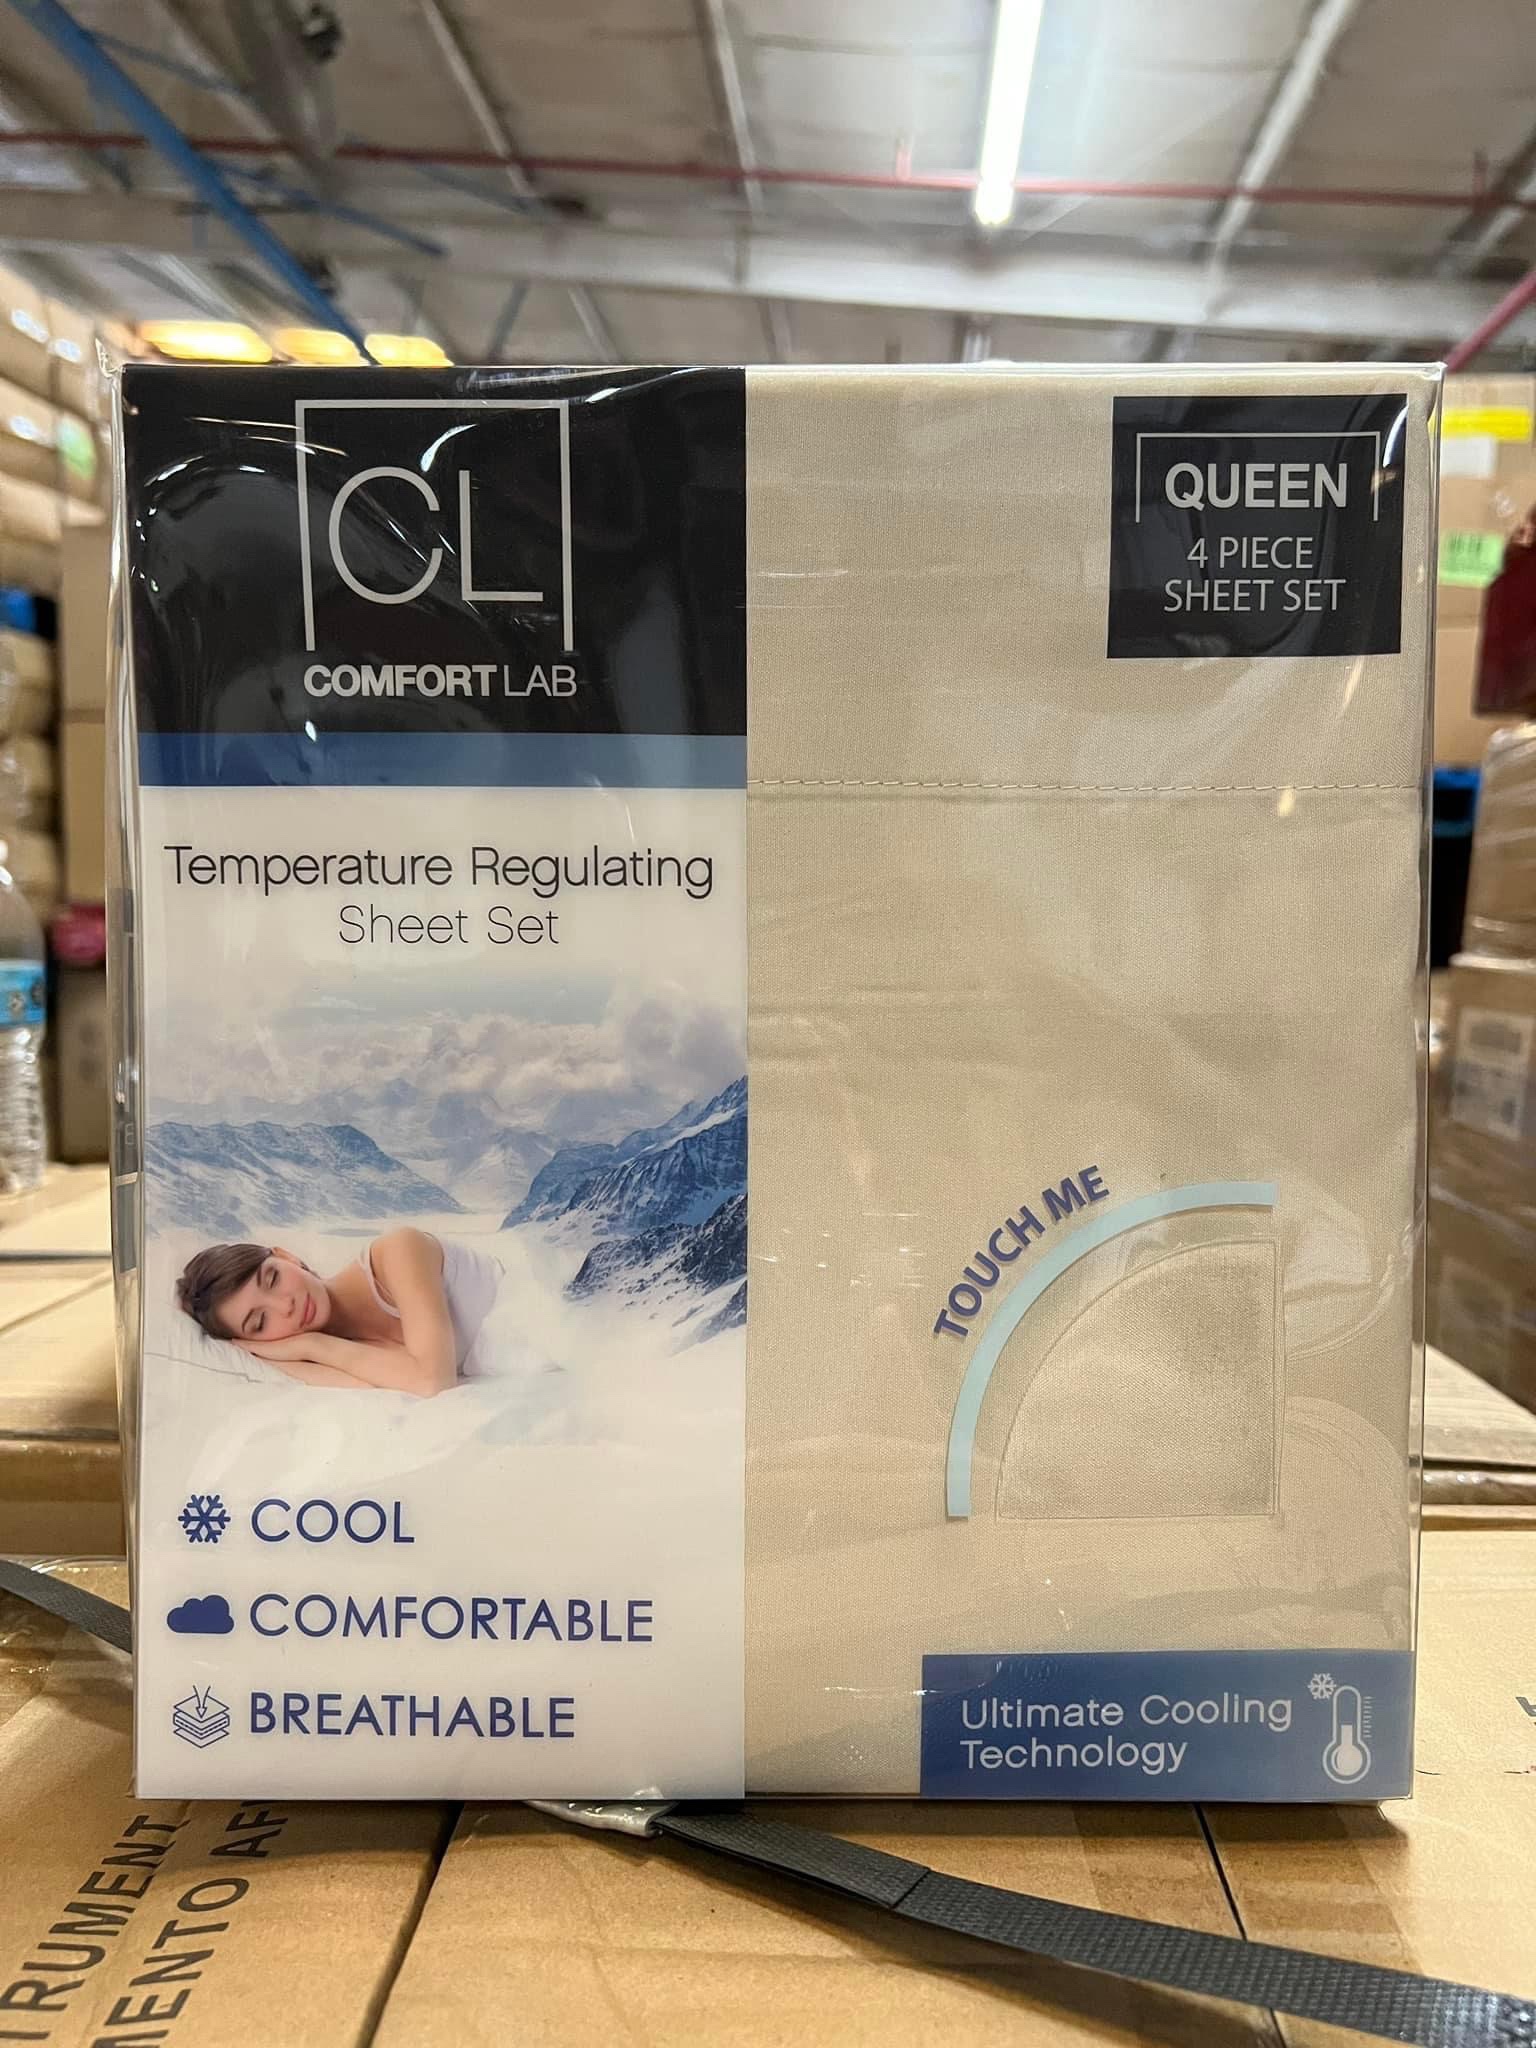 CL
COMFORT LAB
QUEEN
4 PIECE
SHEET SET
Temperature Regulating
Sheet Set
TOUCH ME
COOL
COMFORTABLE
BREATHABLE
Ultimate Cooling
Technology